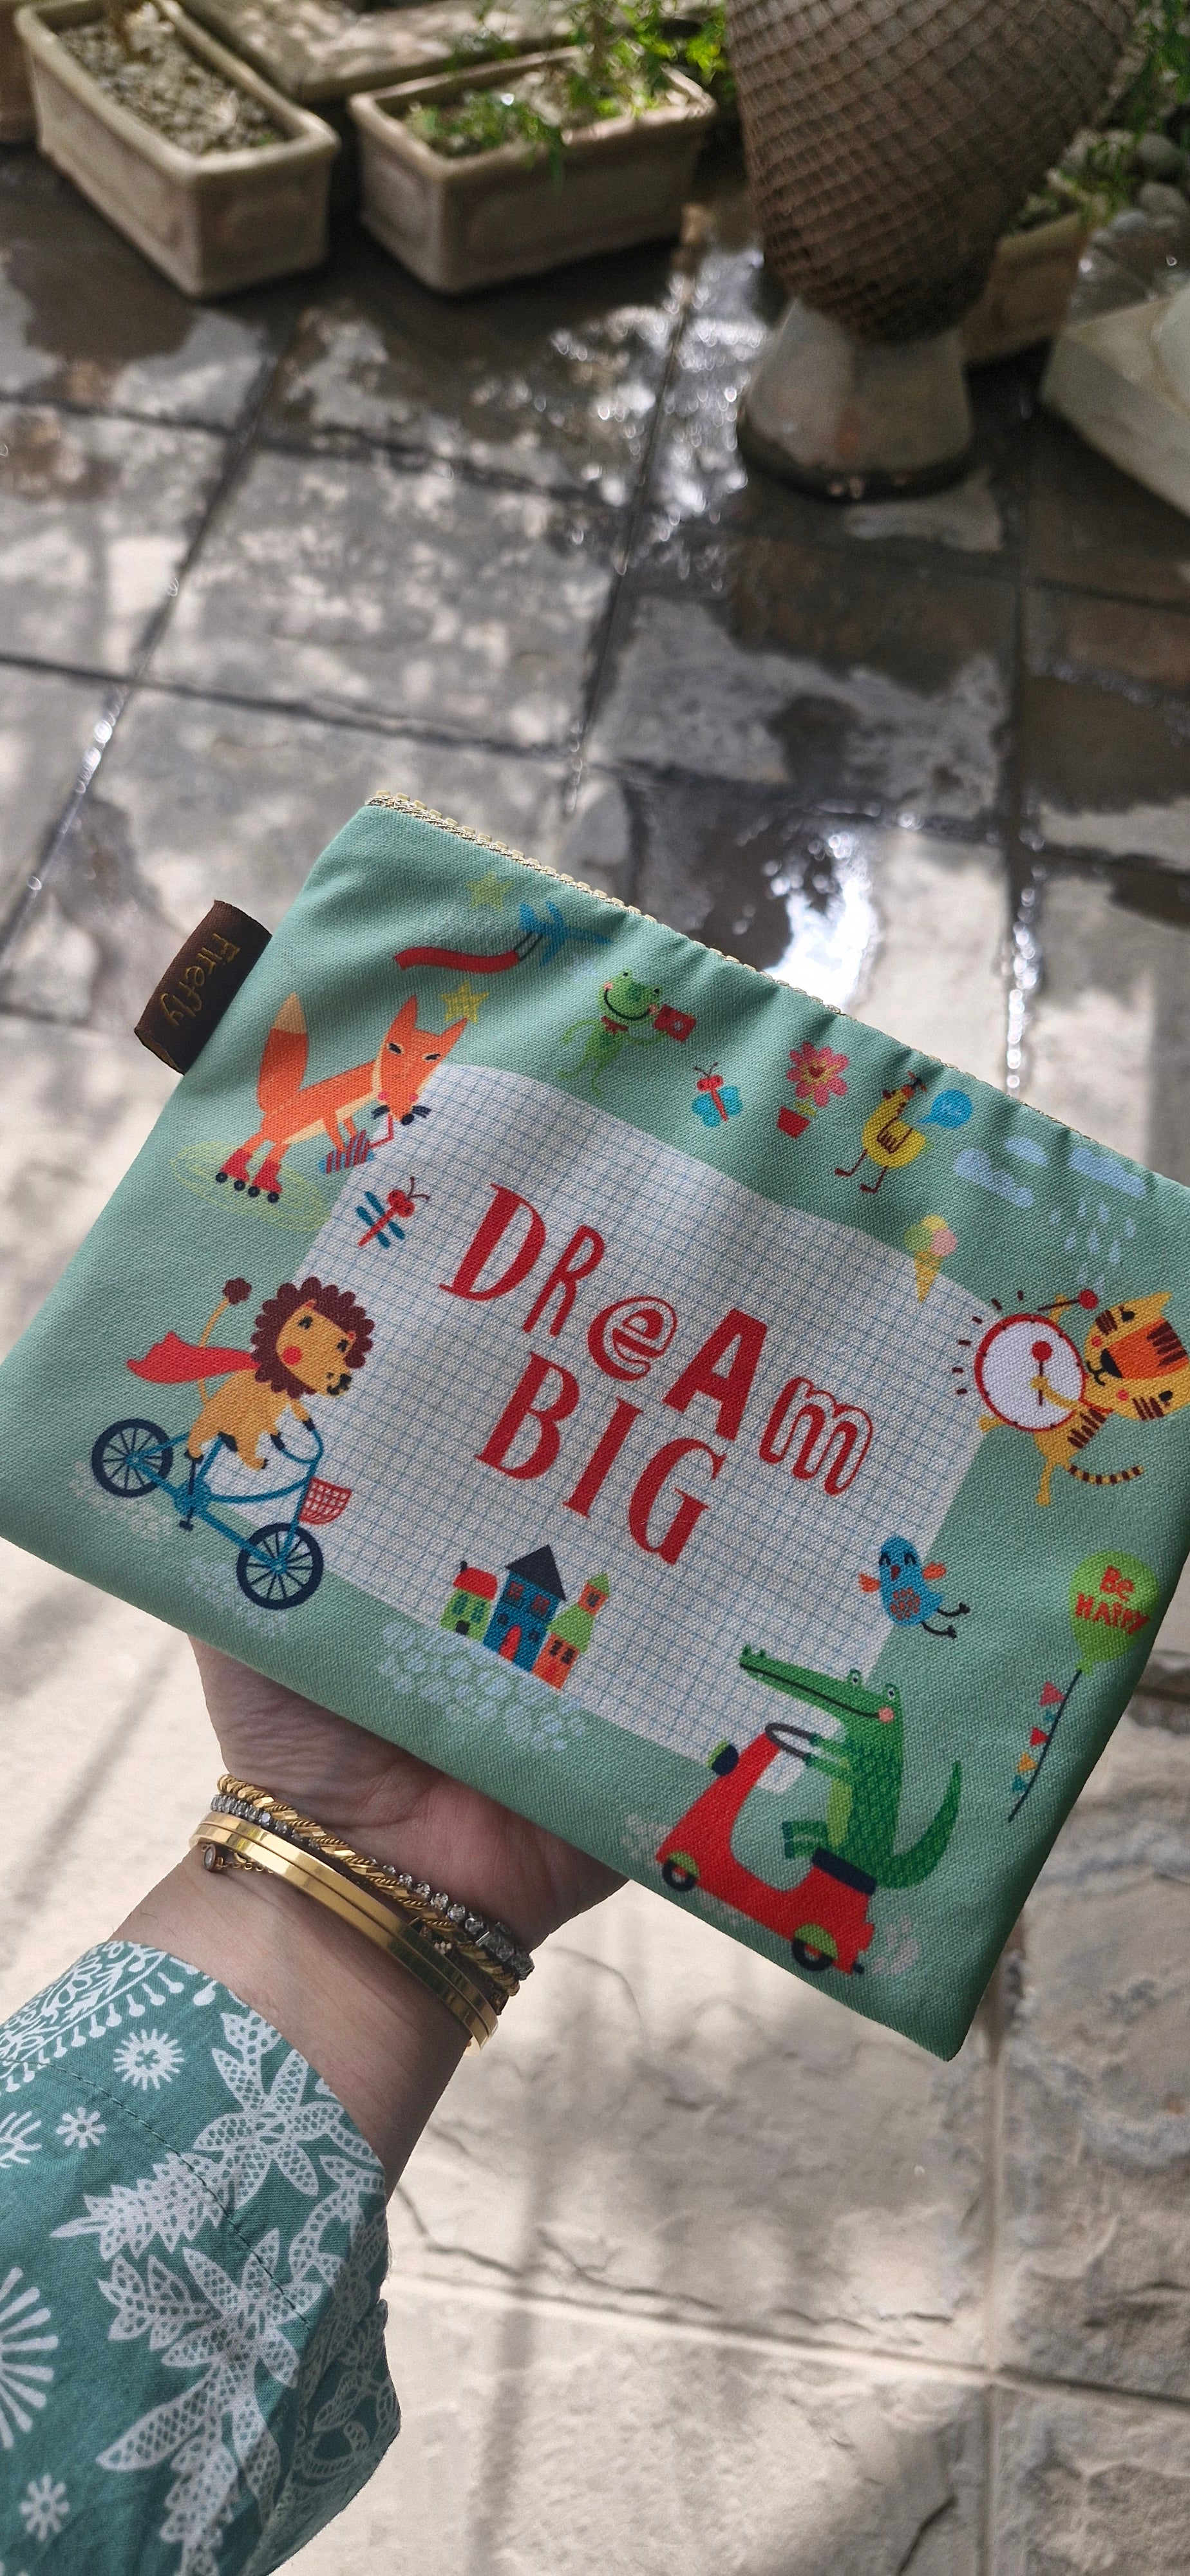 Firefly
DReAm
BIG
Be
HAPPY